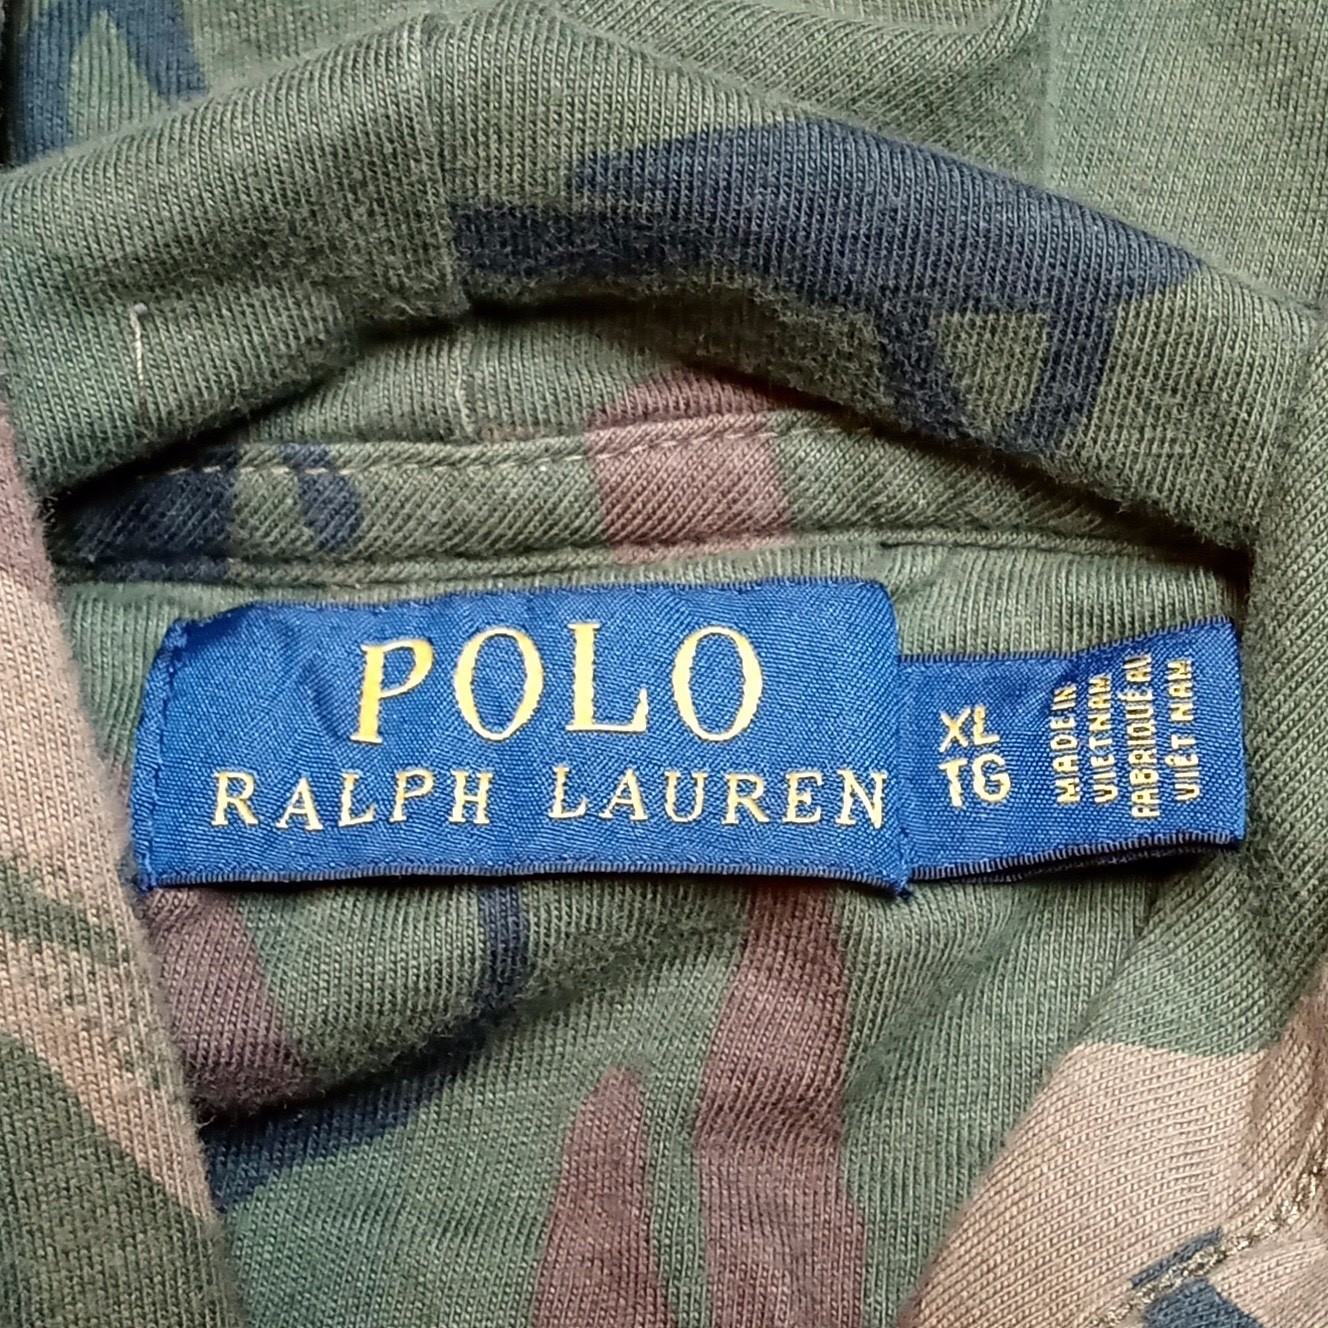 POLO
RALPH LAUREN
XL
TG
MADE IN
VIETNAM
FABRIQUÉ AU
VIÊT NAM